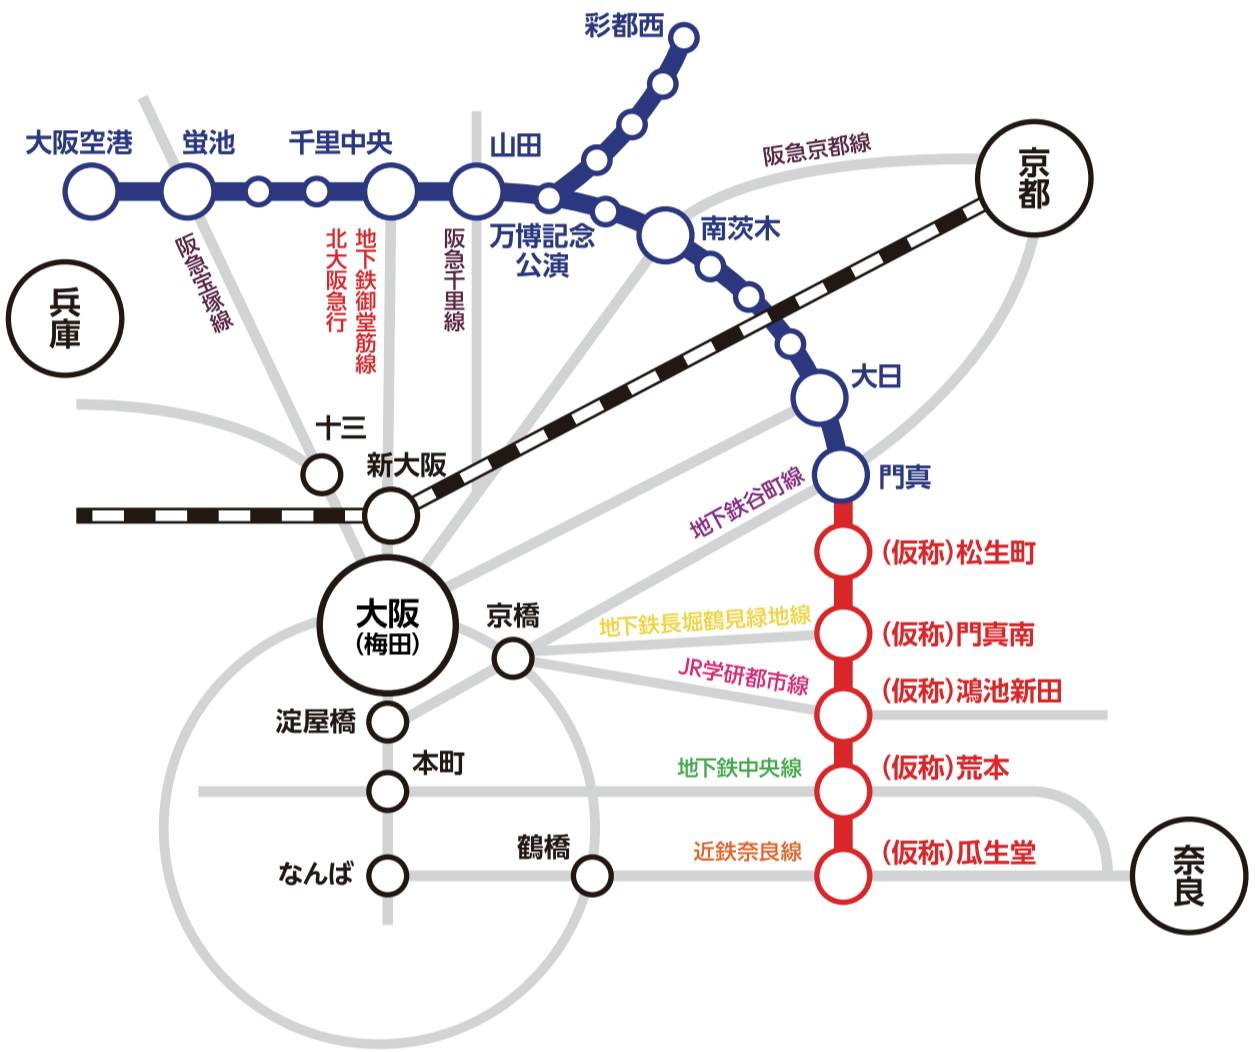 彩都西
大阪空港
蛍池
千里中央
山田
阪急京都線
京都
万博記念
公演
南茨木
阪急宝塚線
地下鉄御堂筋線
北大阪急行
阪急千里線
兵庫
大日
十三
新大阪
門真
地下鉄谷町線
(仮称)松生町
大阪
(梅田)
京橋
地下鉄長堀鶴見緑地線
(仮称)門真南
JR学研都市線
(仮称)鴻池新田
淀屋橋
本町
地下鉄中央線
(仮称)荒本
鶴橋
なんば
近鉄奈良線
(仮称)瓜生堂
奈良